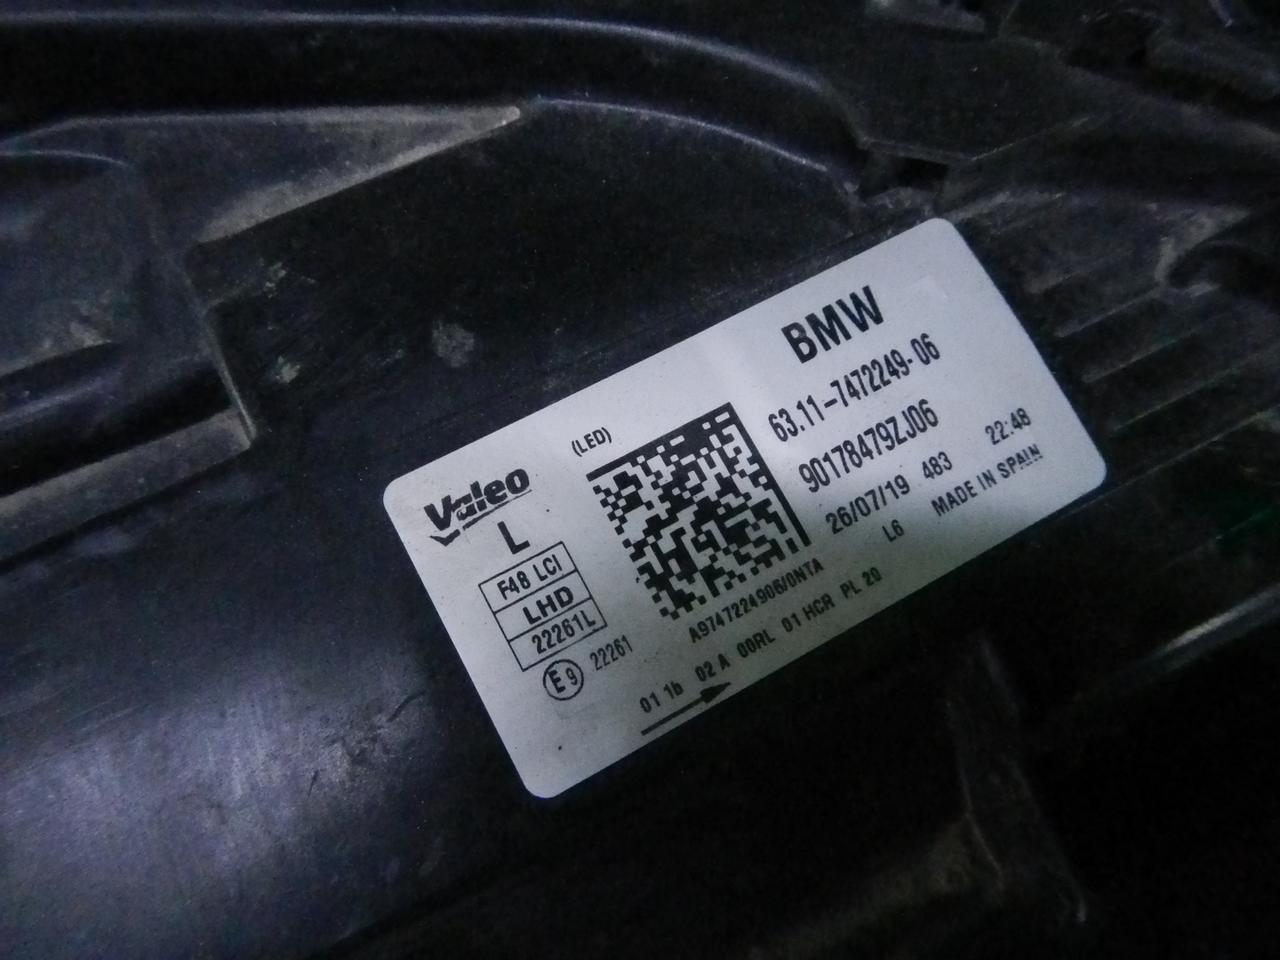 (LED)
Valeo
L
F48 LCI
LHD
22261L
E9 22261
BMW
63.11-7472249-06
90178479ZJ06
26/07/19 483 22:48
L6 MADE IN SPAIN
A9747224906/0NTA
01 1b 02 A 00RL 01 HCR PL 20